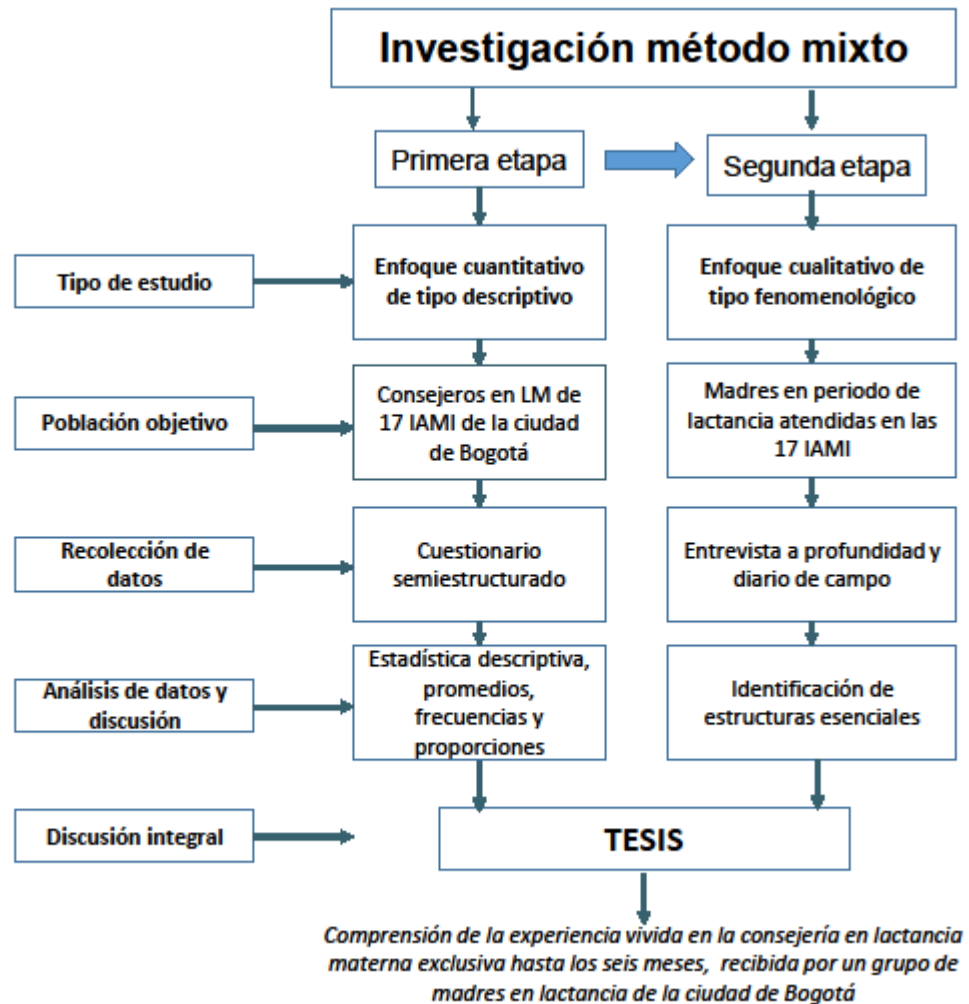 Investigación método mixto
Primera etapa
Segunda etapa
Tipo de estudio
Enfoque cuantitativo
de tipo descriptivo
Enfoque cualitativo de
tipo fenomenológico
Población objetivo
Consejeros en LM de
17 IAMI de la ciudad
de Bogotá
Madres en periodo de
lactancia atendidas en las
17 IAMI
Recolección de
datos
Cuestionario
semiestructurado
Entrevista a profundidad y
diario de campo
Análisis de datos y
discusión
Estadística descriptiva,
promedios,
frecuencias y
proporciones
Identificación de
estructuras esenciales
Discusión integral
TESIS
Comprensión de la experiencia vivida en la consejería en lactancia
materna exclusiva hasta los seis meses, recibida por un grupo de
madres en lactancia de la ciudad de Bogotá